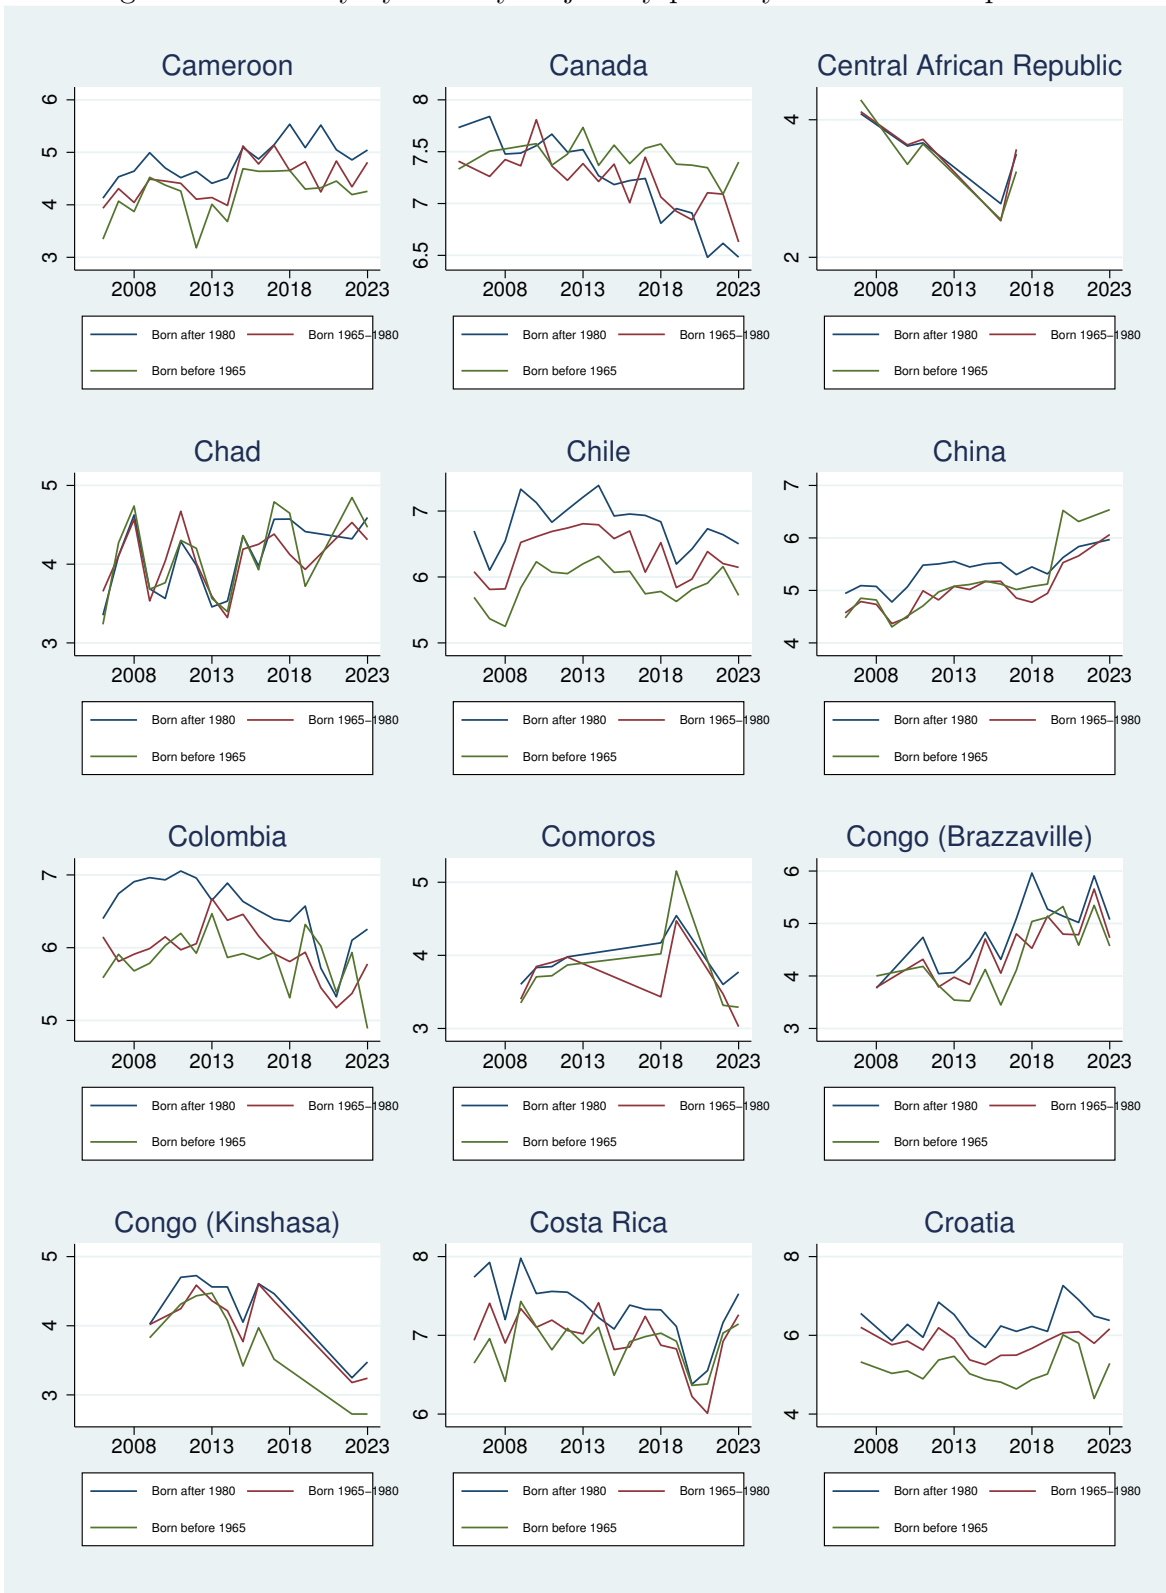 Cameroon Canada Central African Republic
6 8 4
5 7.5
4 7
3 6.5 2
2008 2013 2018 2023 2008 2013 2018 2023 2008 2013 2018 2023
Born after 1980 Born 1965–1980 Born after 1980 Born 1965–1980 Born after 1980 Born 1965–1980
Born before 1965 Born before 1965 Born before 1965
Chad Chile China
5 7 7
4 6 6
3 5 5
4
2008 2013 2018 2023 2008 2013 2018 2023 2008 2013 2018 2023
Born after 1980 Born 1965–1980 Born after 1980 Born 1965–1980 Born after 1980 Born 1965–1980
Born before 1965 Born before 1965 Born before 1965
Colombia Comoros Congo (Brazzaville)
7 5 6
6 4 5
5 3 4
3
2008 2013 2018 2023 2008 2013 2018 2023 2008 2013 2018 2023
Born after 1980 Born 1965–1980 Born after 1980 Born 1965–1980 Born after 1980 Born 1965–1980
Born before 1965 Born before 1965 Born before 1965
Congo (Kinshasa) Costa Rica Croatia
5 8 8
4 7 6
3 6 4
2008 2013 2018 2023 2008 2013 2018 2023 2008 2013 2018 2023
Born after 1980 Born 1965–1980 Born after 1980 Born 1965–1980 Born after 1980 Born 1965–1980
Born before 1965 Born before 1965 Born before 1965